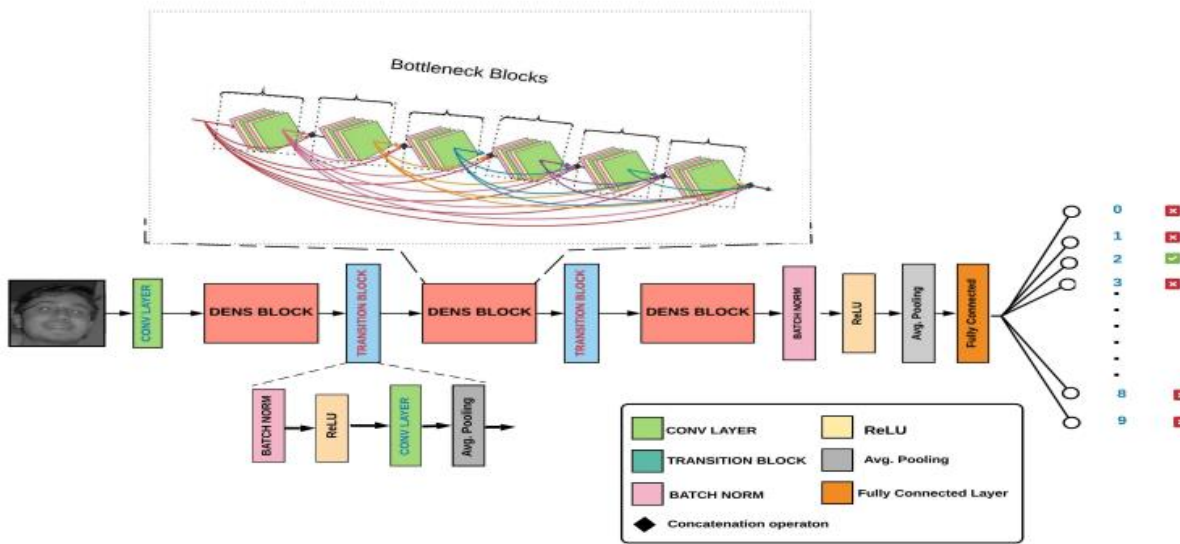 Bottleneck Blocks
CONV LAYER
DENS BLOCK
TRANSITION BLOCK
DENS BLOCK
TRANSITION BLOCK
DENS BLOCK
BATCH NORM
ReLU
Avg. Pooling
Fully Connected
0
1
2
3
8
9
BATCH NORM
ReLU
CONV LAYER
Avg. Pooling
CONV LAYER
ReLU
TRANSITION BLOCK
Avg. Pooling
BATCH NORM
Fully Connected Layer
Concatenation operaton